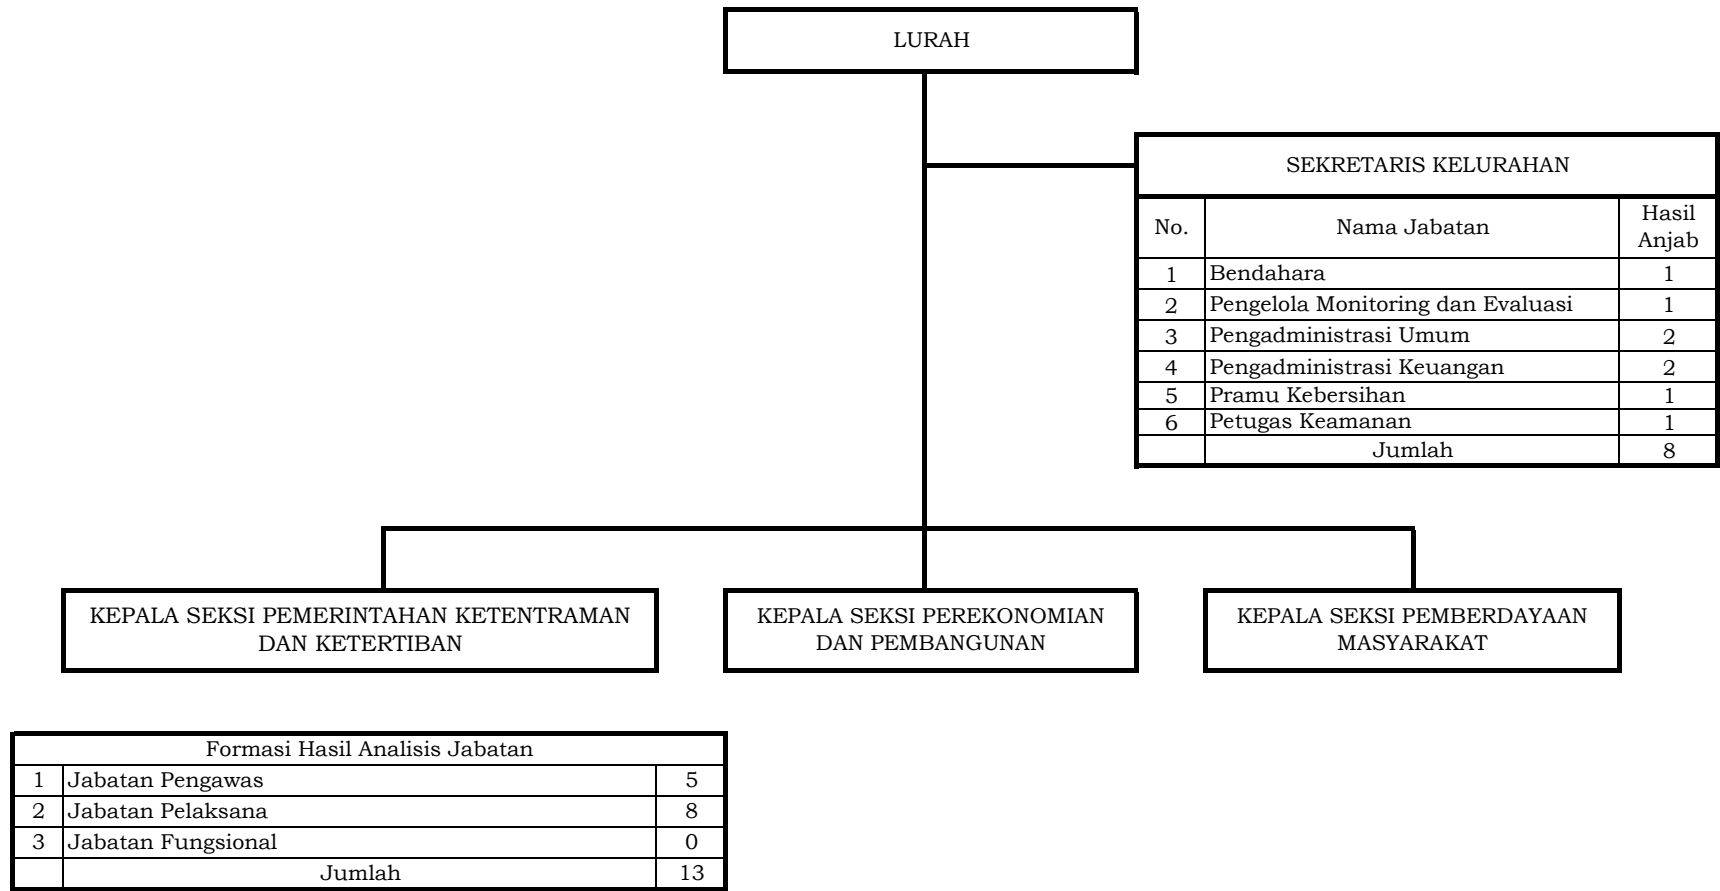 LURAH
SEKRETARIS KELURAHAN
No. Nama Jabatan Hasil Anjab
1 Bendahara 1
2 Pengelola Monitoring dan Evaluasi 1
3 Pengadministrasi Umum 2
4 Pengadministrasi Keuangan 2
5 Pramu Kebersihan 1
6 Petugas Keamanan 1
Jumlah 8
KEPALA SEKSI PEMERINTAHAN KETENTRAMAN
DAN KETERTIBAN
KEPALA SEKSI PEREKONOMIAN
DAN PEMBANGUNAN
KEPALA SEKSI PEMBERDAYAAN
MASYARAKAT
Formasi Hasil Analisis Jabatan
1 Jabatan Pengawas 5
2 Jabatan Pelaksana 8
3 Jabatan Fungsional 0
Jumlah 13